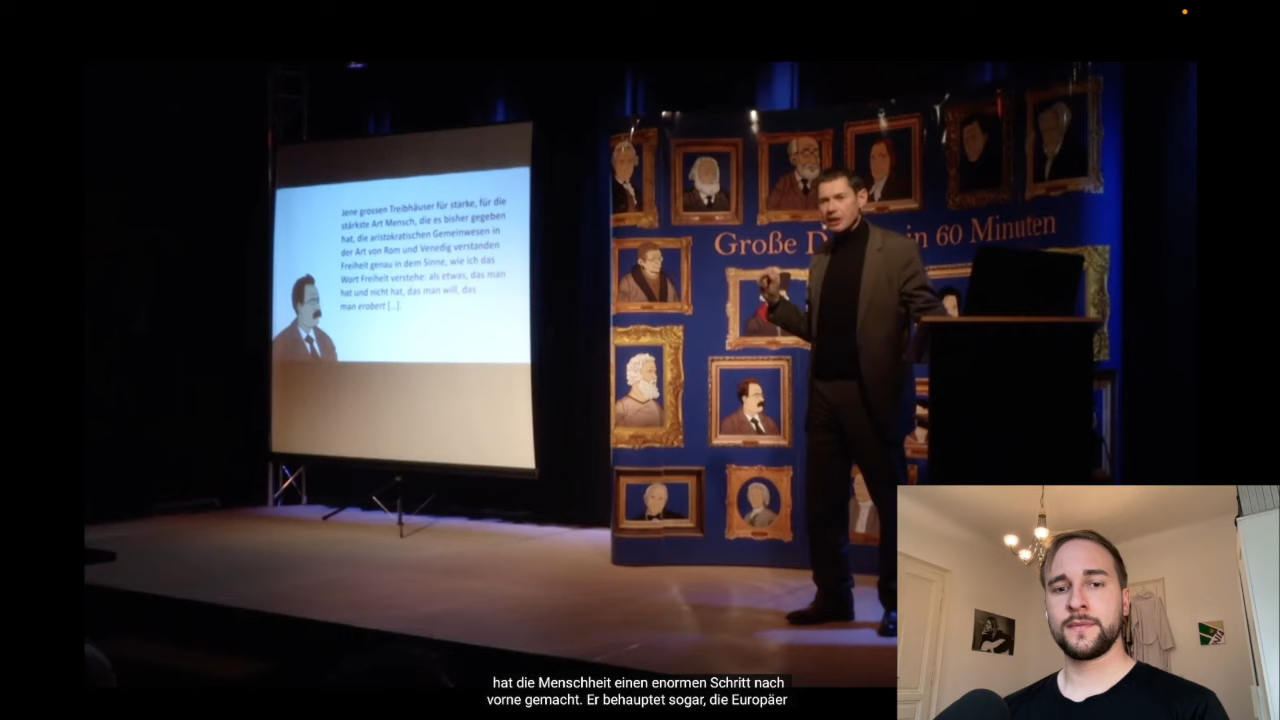 Jene grossen Treibhäuser für starke, für die
stärkste Art Mensch, die es bisher gegeben
hat, die aristokratischen Gemeinwesen in
der Art von Rom und Venedig verstanden
Freiheit genau in dem Sinne, wie ich das
Wort Freiheit verstehe: als etwas, das man
hat und nicht hat, das man will, das
man erobert [...].
Große D in 60 Minuten
hat die Menschheit einen enormen Schritt nach
vorne gemacht. Er behauptet sogar, die Europäer